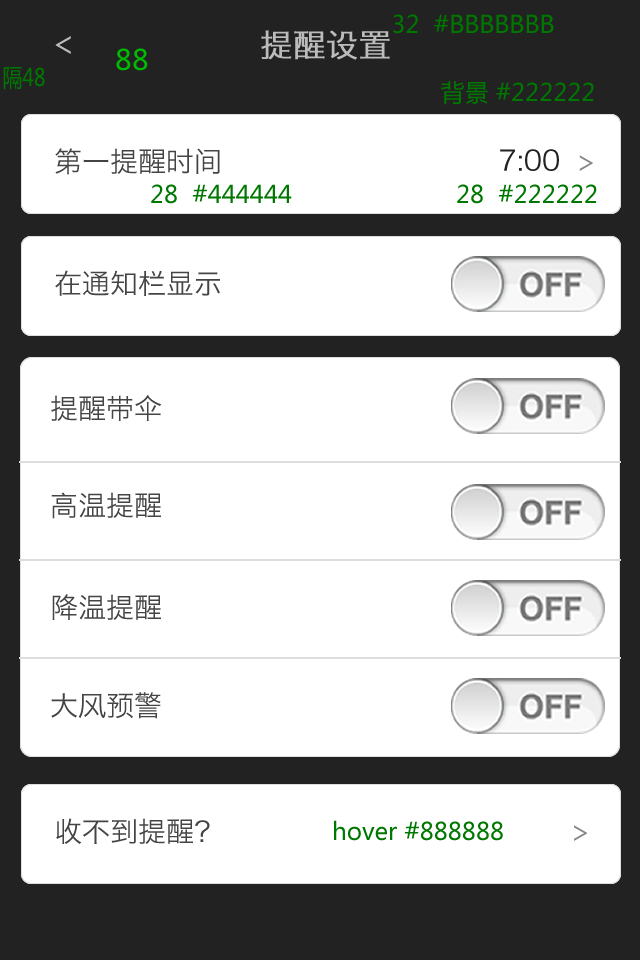 32 #BBBBBBB
< 88 提醒设置
隔48
背景 #222222
第一提醒时间 7:00 >
28 #444444 28 #222222
在通知栏显示 OFF
提醒带伞 OFF
高温提醒 OFF
降温提醒 OFF
大风预警 OFF
收不到提醒? hover #888888 >